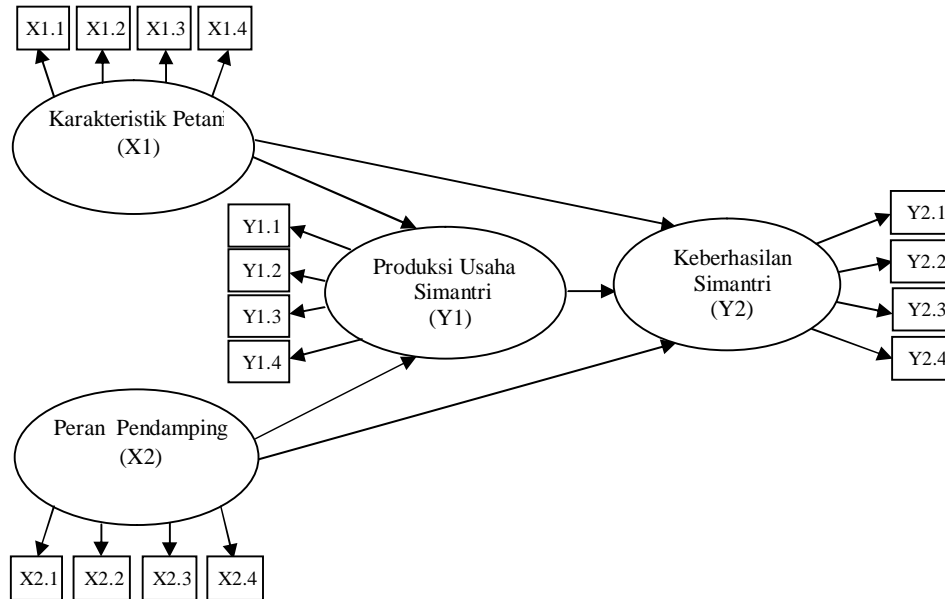 X1.1 X1.2 X1.3 X1.4
Karakteristik Petani
(X1)
Y1.1
Y1.2
Y1.3
Y1.4
Produksi Usaha
Simantri
(Y1)
Keberhasilan
Simantri
(Y2)
Y2.1
Y2.2
Y2.3
Y2.4
Peran Pendamping
(X2)
X2.1 X2.2 X2.3 X2.4